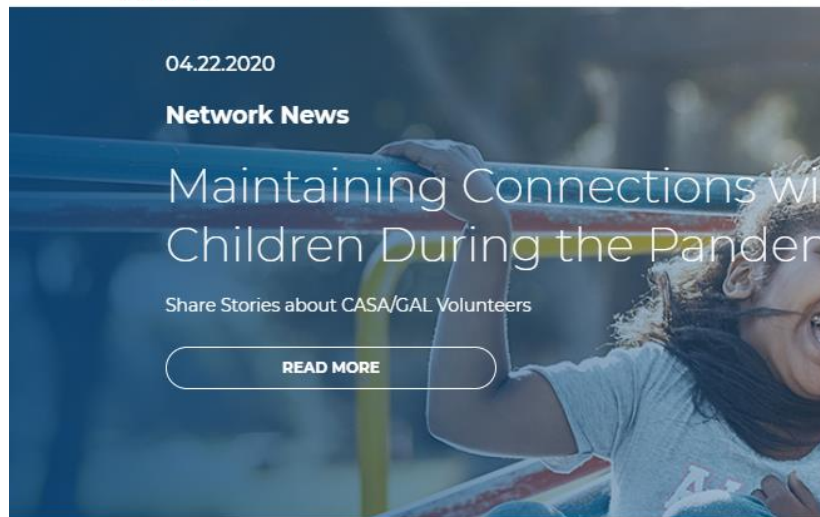 04.22.2020
Network News
Maintaining Connections wi
Children During the Pandem
Share Stories about CASA/GAL Volunteers
READ MORE